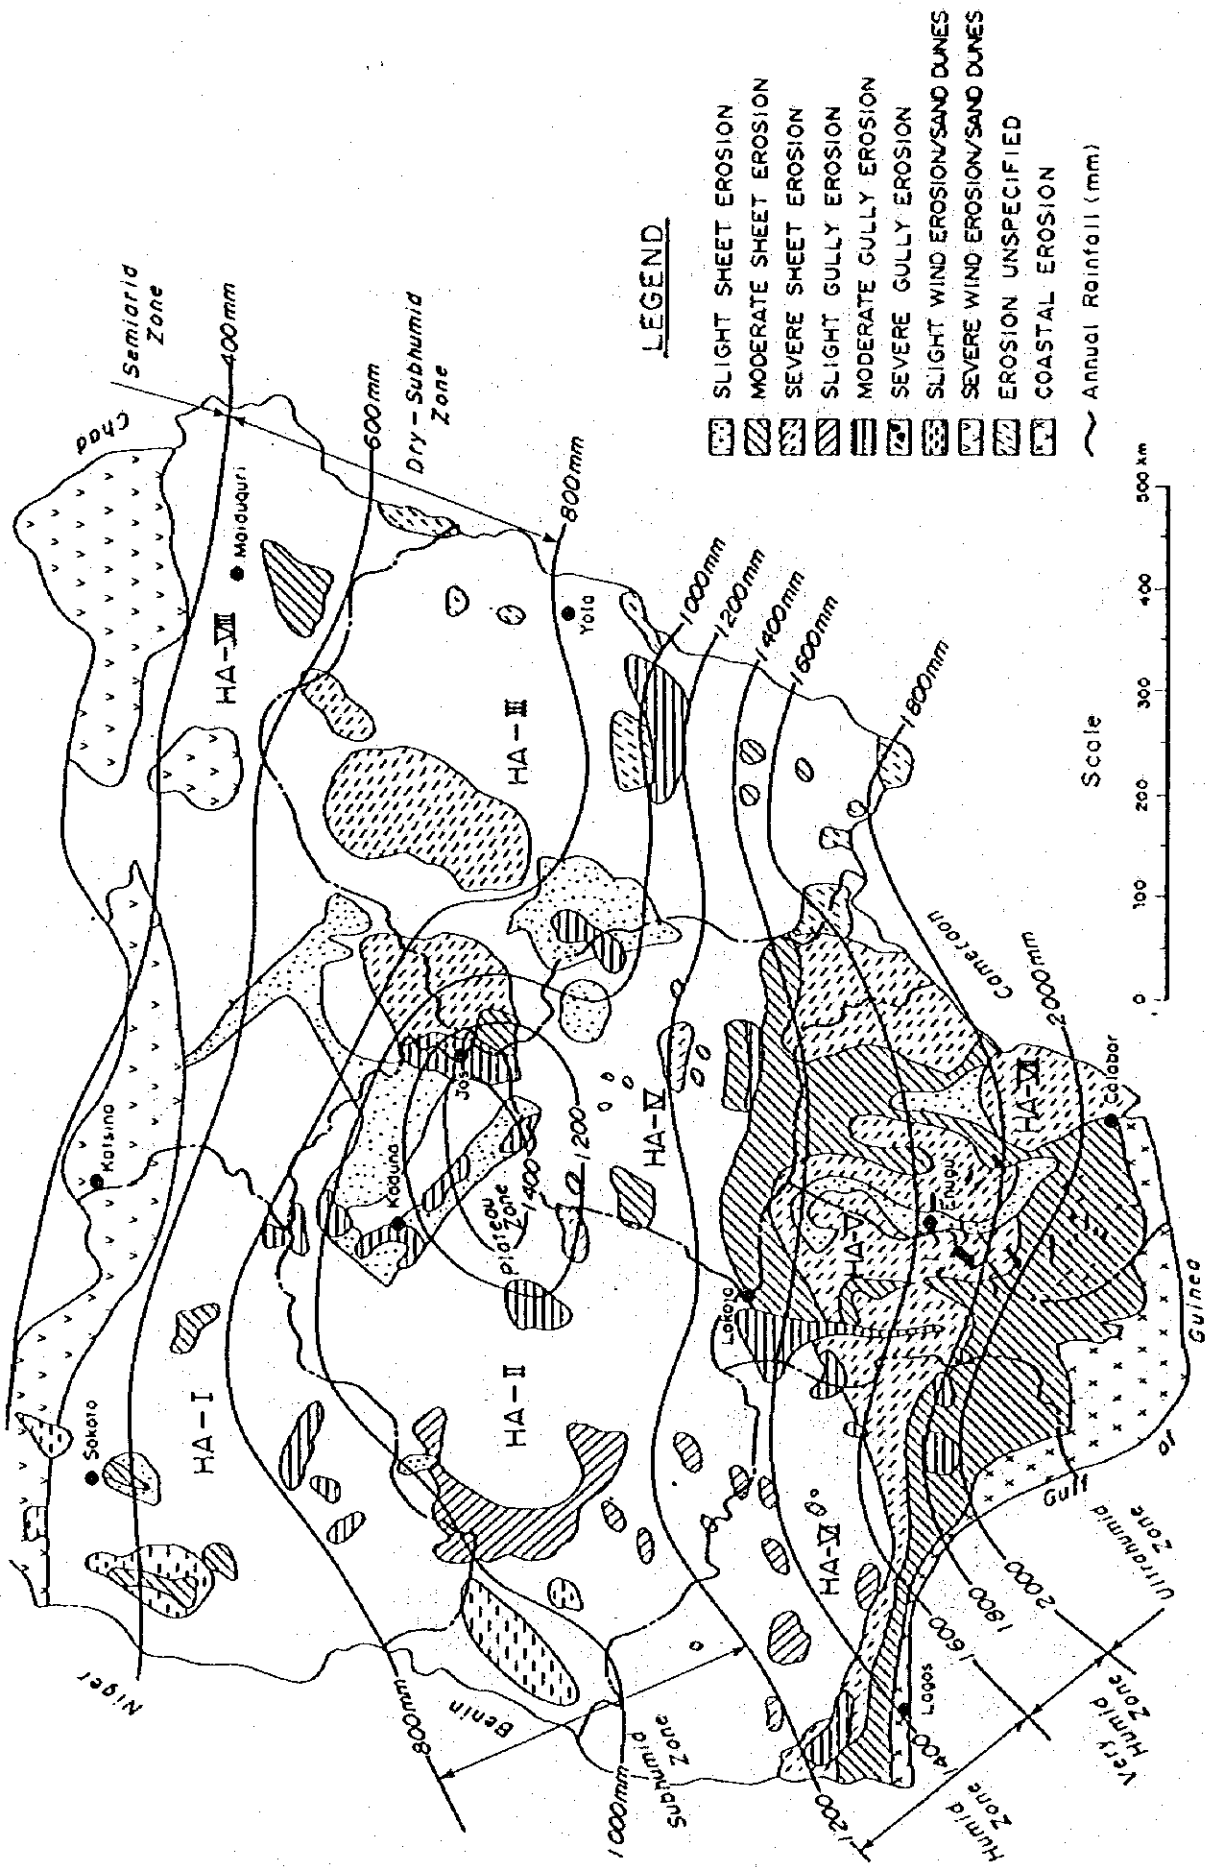 LEGEND
SLIGHT SHEET EROSION
MODERATE SHEET EROSION
SEVERE SHEET EROSION
SLIGHT GULLY EROSION
MODERATE GULLY EROSION
SEVERE GULLY EROSION
SLIGHT WIND EROSION/SAND DUNES
SEVERE WIND EROSION/SAND DUNES
EROSION UNSPECIFIED
COASTAL EROSION
Annual Rainfall (mm)
Scale
0 100 200 300 400 500 km
Niger
Chad
Benin
Cameroon
Gulf of Guinea
Semiarid
Zone
400mm
600mm
Dry-Subhumid
Zone
800mm
1000mm
1200mm
1400mm
1600mm
1800mm
2000mm
Sokoto
Katsina
Maiduguri
HA-I
HA-VIII
HA-III
HA-II
HA-IV
HA-V
HA-VI
HA-VII
Kaduna
Jos
Plateau
Zone
1400
1200
Yola
Lokoja
Enugu
Calabar
Lagos
800mm
1000mm
Subhumid
Zone
1200
1400
1600
1800
2000
Humid
Zone
Very
Humid
Zone
Ultrahumid
Zone